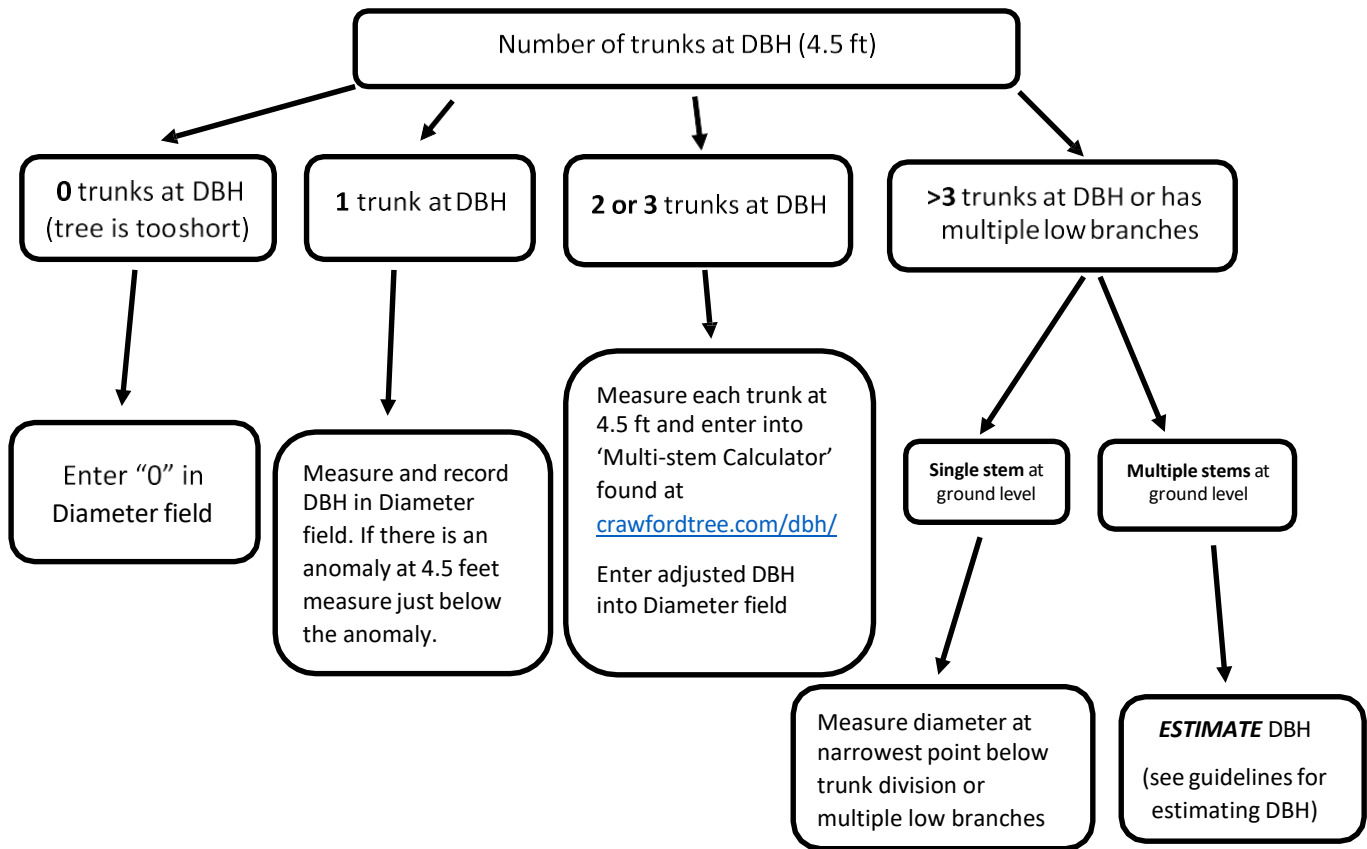 Number of trunks at DBH (4.5 ft)
0 trunks at DBH
(tree is too short)
1 trunk at DBH
2 or 3 trunks at DBH
>3 trunks at DBH or has
multiple low branches
Enter “0” in
Diameter field
Measure and record
DBH in Diameter
field. If there is an
anomaly at 4.5 feet
measure just below
the anomaly.
Measure each trunk at
4.5 ft and enter into
‘Multi-stem Calculator’
found at
crawfordtree.com/dbh/
Enter adjusted DBH
into Diameter field
Single stem at
ground level
Multiple stems at
ground level
Measure diameter at
narrowest point below
trunk division or
multiple low branches
ESTIMATE DBH
(see guidelines for
estimating DBH)